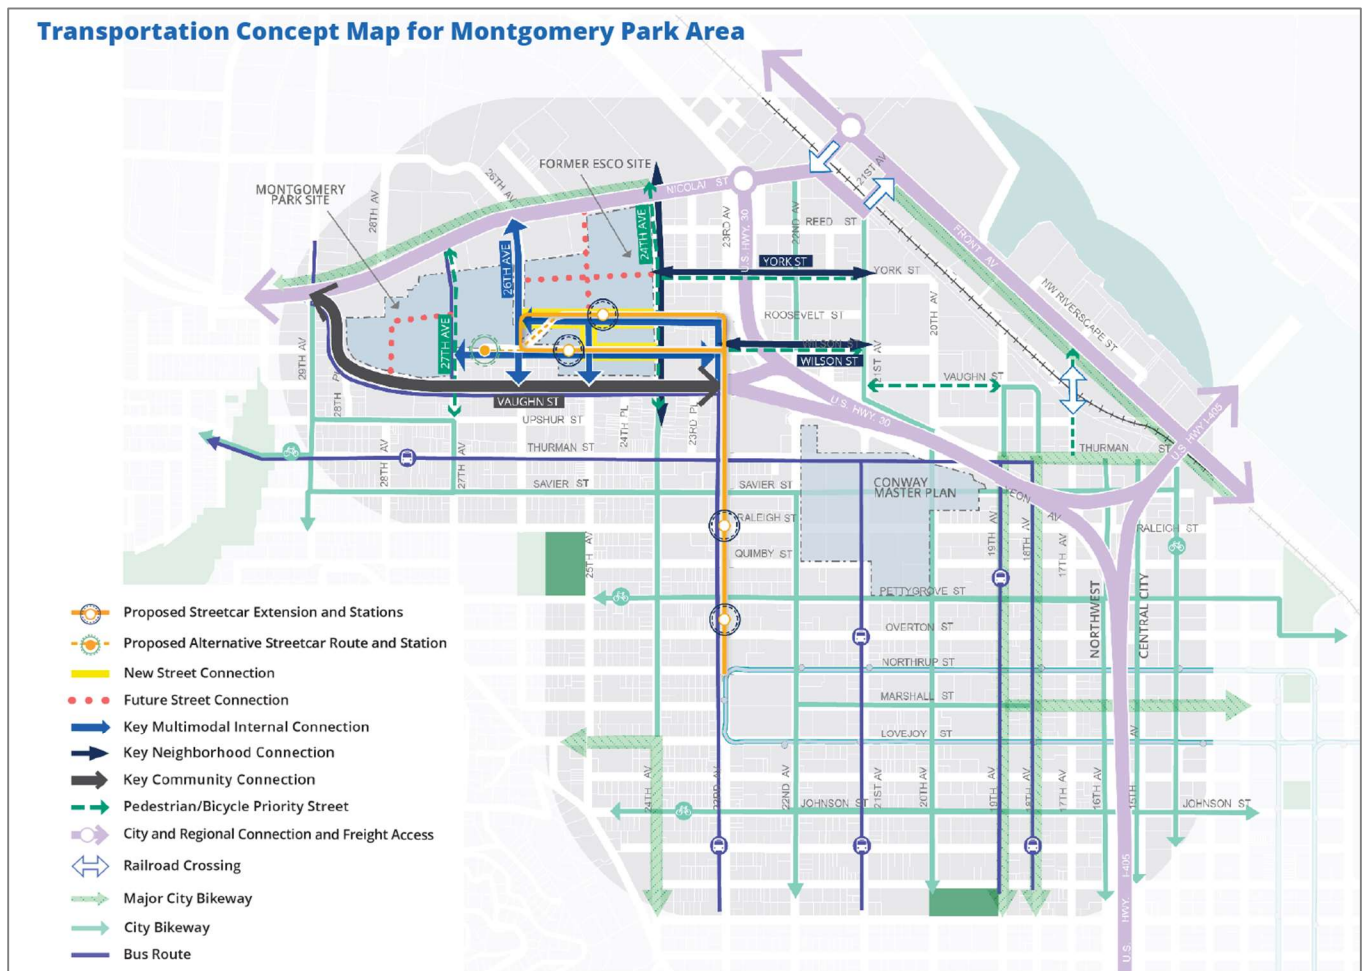 Transportation Concept Map for Montgomery Park Area
FORMER ESCO SITE
MONTGOMERY
PARK SITE
28TH AV
26TH AV
NICOLAI ST
21ST AV
23RD AV
22ND AV
REED ST
U.S. HWY. 30
24TH AVE
26TH AVE
27TH AVE
YORK ST
YORK ST
FRONT AV
NW RIVERSCAPE ST
20TH AV
ROOSEVELT ST
WILSON ST
WILSON ST
21ST AV
VAUGHN ST
29TH AV
28TH PL
VAUGHN ST
U.S. HWY. 30
U.S. HWY I-405
UPSHUR ST
24TH PL
23RD PL
THURMAN ST
THURMAN ST
28TH AV
27TH AV
SAVIER ST
SAVIER ST
CONWAY
MASTER PLAN
RALEIGH ST
RALEIGH ST
QUIMBY ST
25TH AV
19TH AV
18TH AV
17TH AV
PETTYGROVE ST
NORTHWEST
CENTRAL CITY
OVERTON ST
NORTHRUP ST
MARSHALL ST
LOVEJOY ST
24TH AV
23RD AV
22ND AV
21ST AV
20TH AV
19TH AV
18TH AV
17TH AV
16TH AV
15TH AV
JOHNSON ST
JOHNSON ST
U.S. HWY. I-405
Proposed Streetcar Extension and Stations
Proposed Alternative Streetcar Route and Station
New Street Connection
Future Street Connection
Key Multimodal Internal Connection
Key Neighborhood Connection
Key Community Connection
Pedestrian/Bicycle Priority Street
City and Regional Connection and Freight Access
Railroad Crossing
Major City Bikeway
City Bikeway
Bus Route